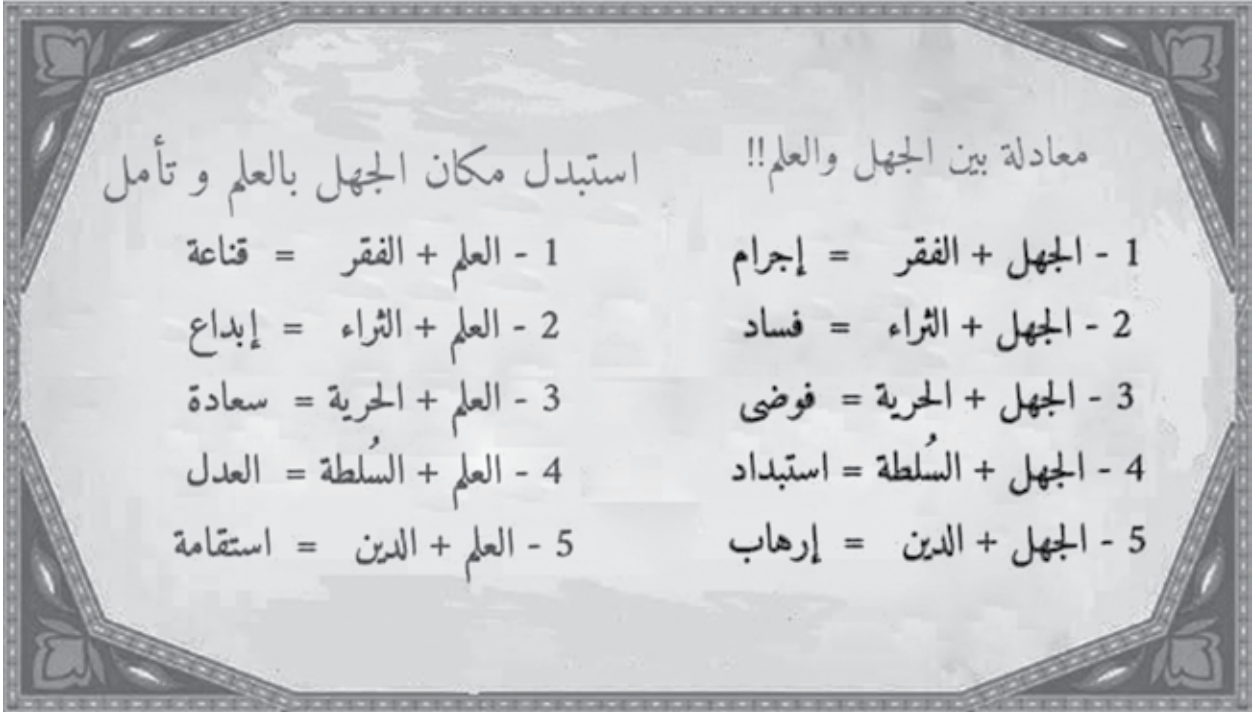 معادلة بين الجهل والعلم!!
1 - الجهل + الفقر = إجرام
2 - الجهل + الثراء = فساد
3 - الجهل + الحرية = فوضى
4 - الجهل + السُلطة = استبداد
5 - الجهل + الدين = إرهاب
استبدل مكان الجهل بالعلم و تأمل
1 - العلم + الفقر = قناعة
2 - العلم + الثراء = إبداع
3 - العلم + الحرية = سعادة
4 - العلم + السُلطة = العدل
5 - العلم + الدين = استقامة